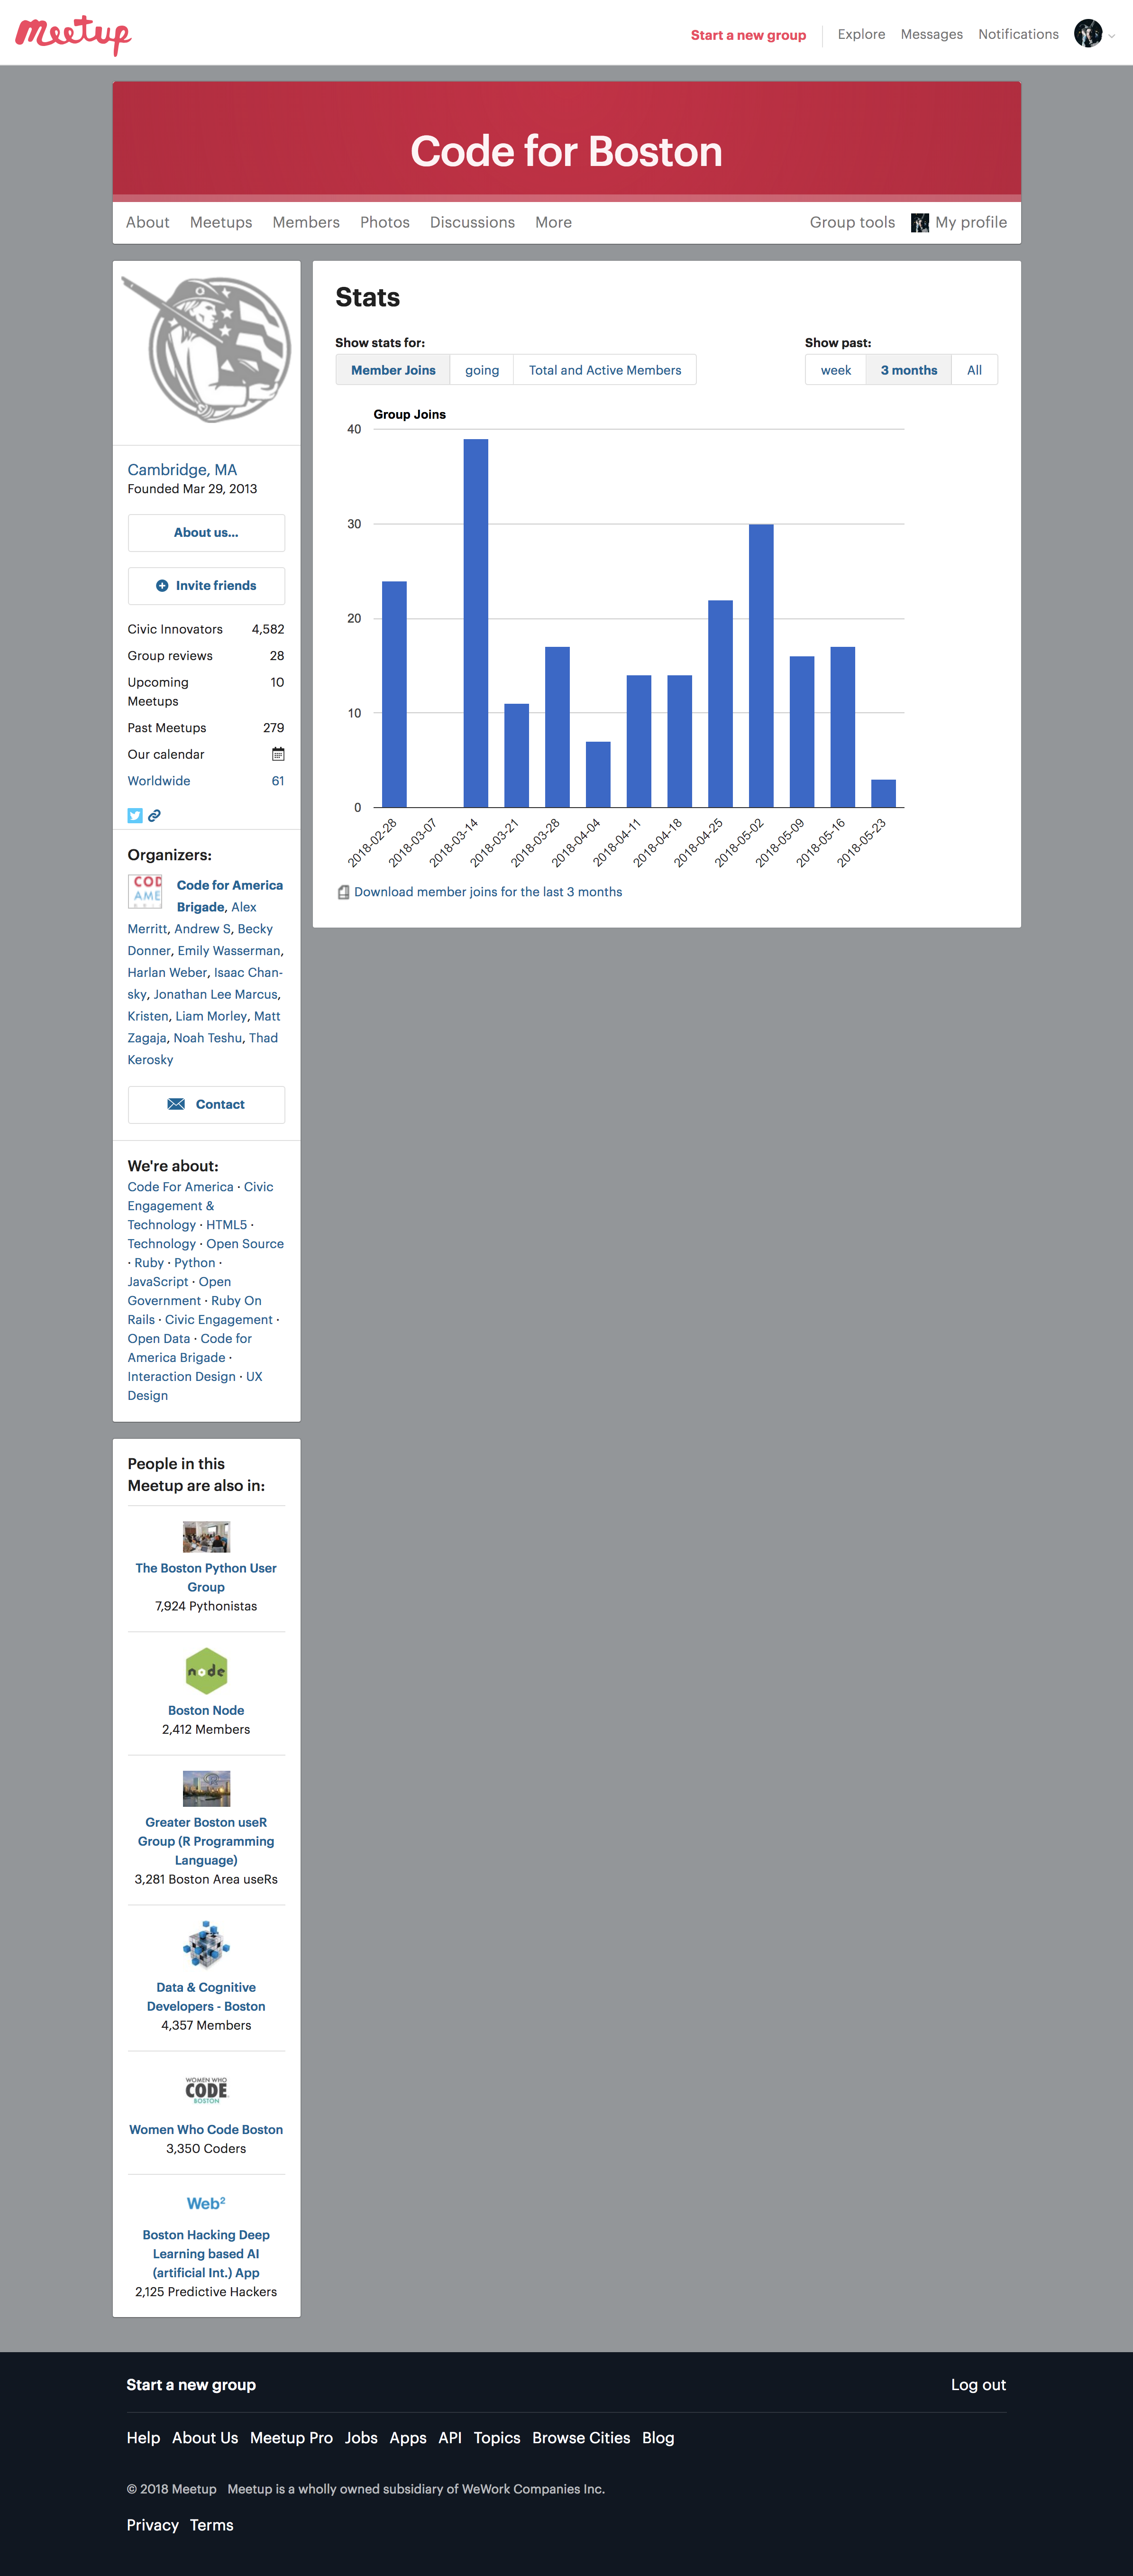 Meetup
Start a new group Explore Messages Notifications
Code for Boston
About Meetups Members Photos Discussions More Group tools My profile
Cambridge, MA
Founded Mar 29, 2013
About us...
Invite friends
Civic Innovators 4,582
Group reviews 28
Upcoming Meetups 10
Past Meetups 279
Our calendar
Worldwide 61
Organizers:
COD
AME
Code for America
Brigade, Alex
Merritt, Andrew S, Becky
Donner, Emily Wasserman,
Harlan Weber, Isaac Chan-
sky, Jonathan Lee Marcus,
Kristen, Liam Morley, Matt
Zagaja, Noah Teshu, Thad
Kerosky
Contact
We're about:
Code For America · Civic
Engagement &
Technology · HTML5 ·
Technology · Open Source
· Ruby · Python ·
JavaScript · Open
Government · Ruby On
Rails · Civic Engagement ·
Open Data · Code for
America Brigade ·
Interaction Design · UX
Design
People in this
Meetup are also in:
The Boston Python User
Group
7,924 Pythonistas
node
Boston Node
2,412 Members
Greater Boston useR
Group (R Programming
Language)
3,281 Boston Area useRs
Data & Cognitive
Developers - Boston
4,357 Members
WOMEN WHO
CODE
BOSTON
Women Who Code Boston
3,350 Coders
Web²
Boston Hacking Deep
Learning based AI
(artificial Int.) App
2,125 Predictive Hackers
Stats
Show stats for: Show past:
Member Joins going Total and Active Members week 3 months All
Group Joins
40
30
20
10
0
2018-02-28 2018-03-07 2018-03-14 2018-03-21 2018-03-28 2018-04-04 2018-04-11 2018-04-18 2018-04-25 2018-05-02 2018-05-09 2018-05-16 2018-05-23
Download member joins for the last 3 months
Start a new group Log out
Help About Us Meetup Pro Jobs Apps API Topics Browse Cities Blog
© 2018 Meetup Meetup is a wholly owned subsidiary of WeWork Companies Inc.
Privacy Terms